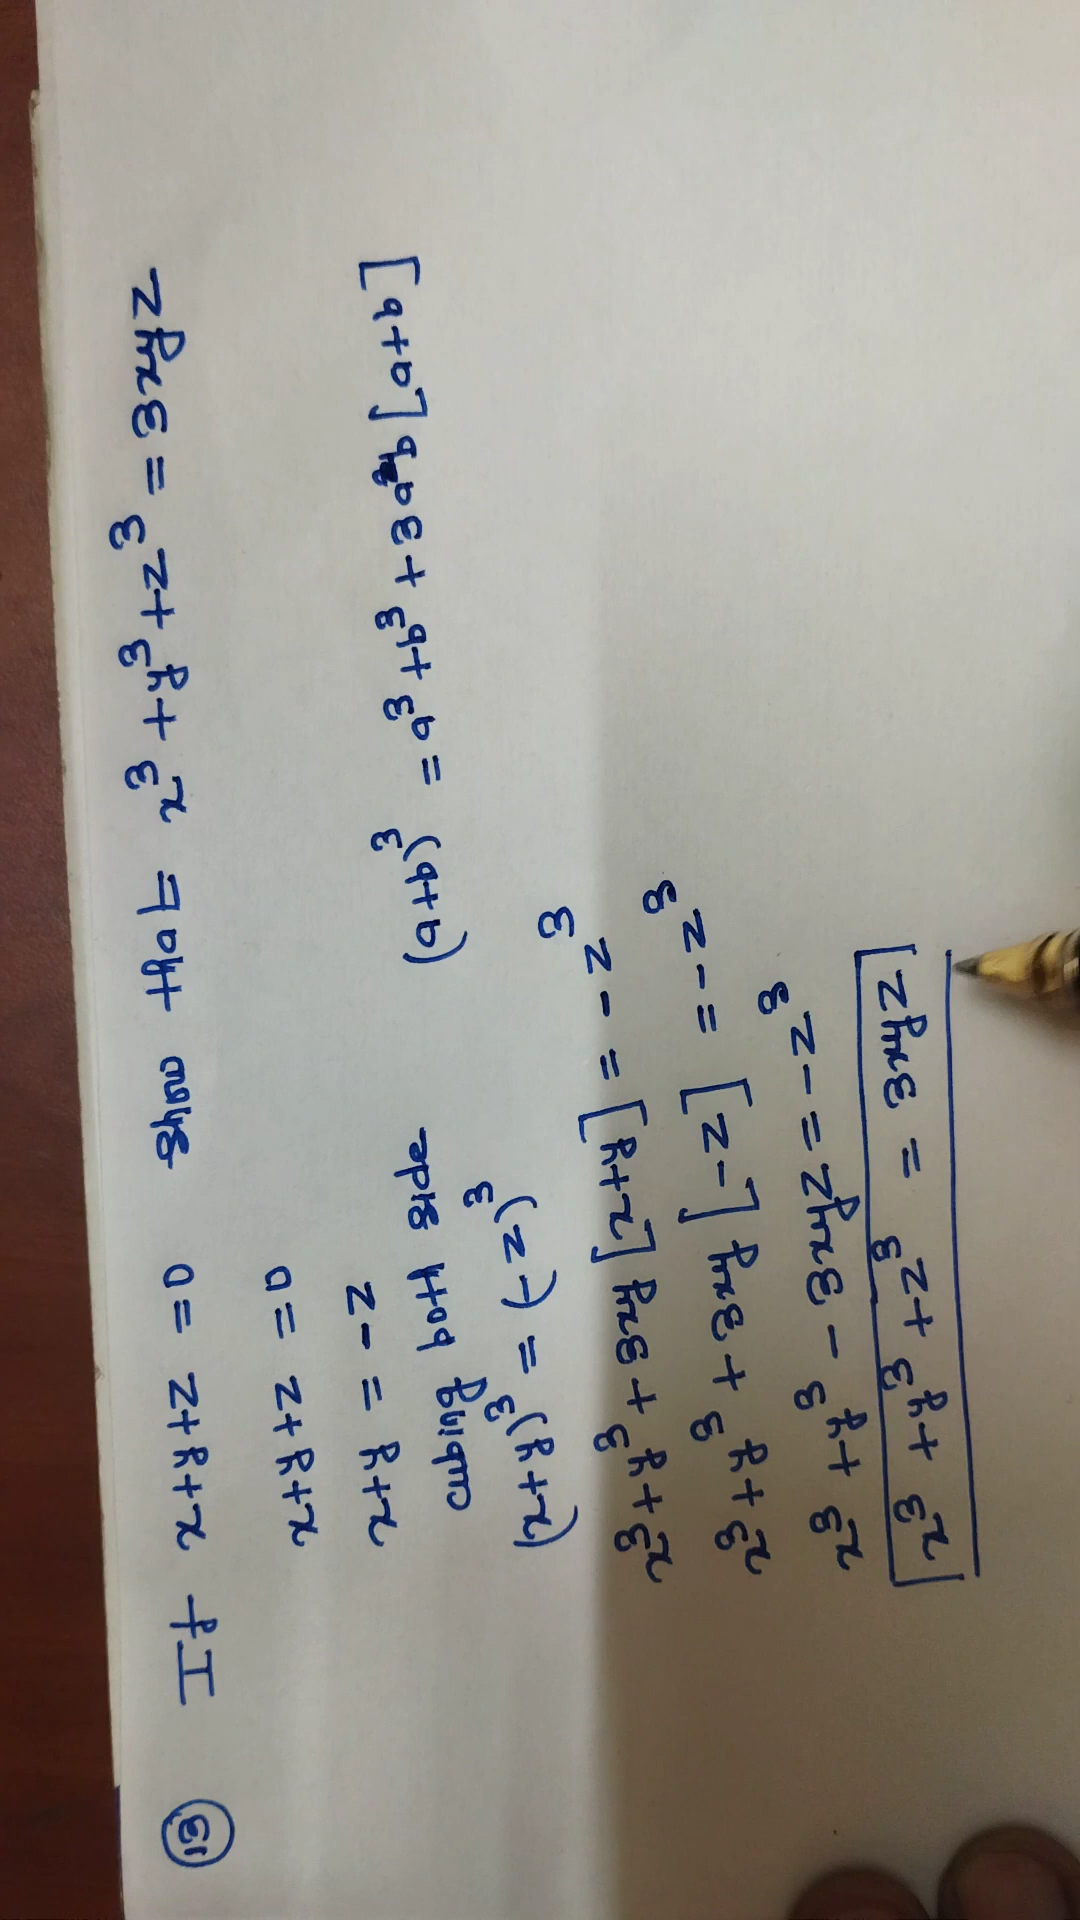 (13) If x+y+z=0 show that x³+y³+z³=3xyz
x+y+z=0
x+y=-z
cubing both side (a+b)³=a³+b³+3ab[a+b]
(x+y)³=(-z)³
x³+y³+3xy[x+y]=-z³
x³+y³+3xy[-z]=-z³
x³+y³-3xyz=-z³
x³+y³+z³=3xyz